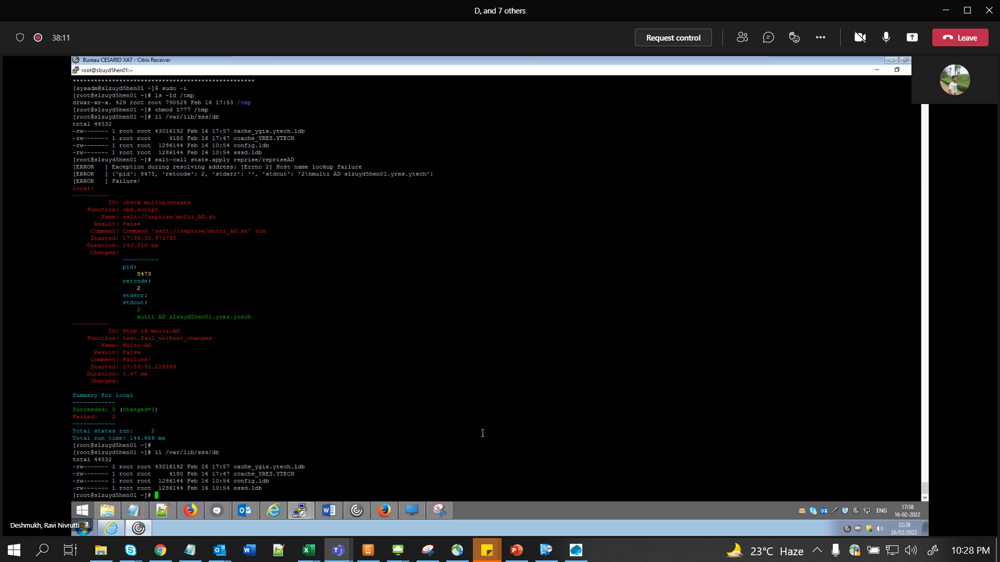 D, and 7 others
38:11
Request control
Leave
Bureau CESARIO XA7 - Citrix Receiver
root@slzuyd5hen01:~
***************************************************
[sysadm@slzuyd5hen01 ~]$ sudo -i
[root@slzuyd5hen01 ~]# ls -ld /tmp
drwxr-xr-x. 429 root root 790528 Feb 16 17:53 /tmp
[root@slzuyd5hen01 ~]# chmod 1777 /tmp
[root@slzuyd5hen01 ~]# ll /var/lib/sss/db
total 44532
-rw------- 1 root root 43016192 Feb 16 17:57 cache_ygie.ytech.ldb
-rw------- 1 root root     4180 Feb 16 17:47 ccache_YRES.YTECH
-rw------- 1 root root  1286144 Feb 16 10:54 config.ldb
-rw------- 1 root root  1286144 Feb 16 10:54 sssd.ldb
[root@slzuyd5hen01 ~]# salt-call state.apply reprise/repriseAD
[ERROR   ] Exception during resolving address: [Errno 2] Host name lookup failure
[ERROR   ] {'pid': 8473, 'retcode': 2, 'stderr': '', 'stdout': '2\nmulti AD slzuyd5hen01.yres.ytech'}
[ERROR   ] Failure!
local:
----------
ID: check multipontages
Function: cmd.script
Name: salt://reprise/multi_AD.sh
Result: False
Comment: Command 'salt://reprise/multi_AD.sh' run
Started: 17:58:30.973790
Duration: 143.216 ms
Changes:
----------
pid:
8473
retcode:
2
stderr:
stdout:
2
multi AD slzuyd5hen01.yres.ytech
----------
ID: Stop if multi-AD
Function: test.fail_without_changes
Name: Multi-AD
Result: False
Comment: Failure!
Started: 17:58:31.118464
Duration: 1.47 ms
Changes:
Summary for local
------------
Succeeded: 0 (changed=1)
Failed:    2
------------
Total states run:     2
Total run time: 144.686 ms
[root@slzuyd5hen01 ~]#
[root@slzuyd5hen01 ~]# ll /var/lib/sss/db
total 44532
-rw------- 1 root root 43016192 Feb 16 17:57 cache_ygie.ytech.ldb
-rw------- 1 root root     4180 Feb 16 17:47 ccache_YRES.YTECH
-rw------- 1 root root  1286144 Feb 16 10:54 config.ldb
-rw------- 1 root root  1286144 Feb 16 10:54 sssd.ldb
[root@slzuyd5hen01 ~]#
ENG
17:58
16-02-2022
Deshmukh, Ravi Nivrutti
22:28
16/02/2022
23°C Haze
10:28 PM